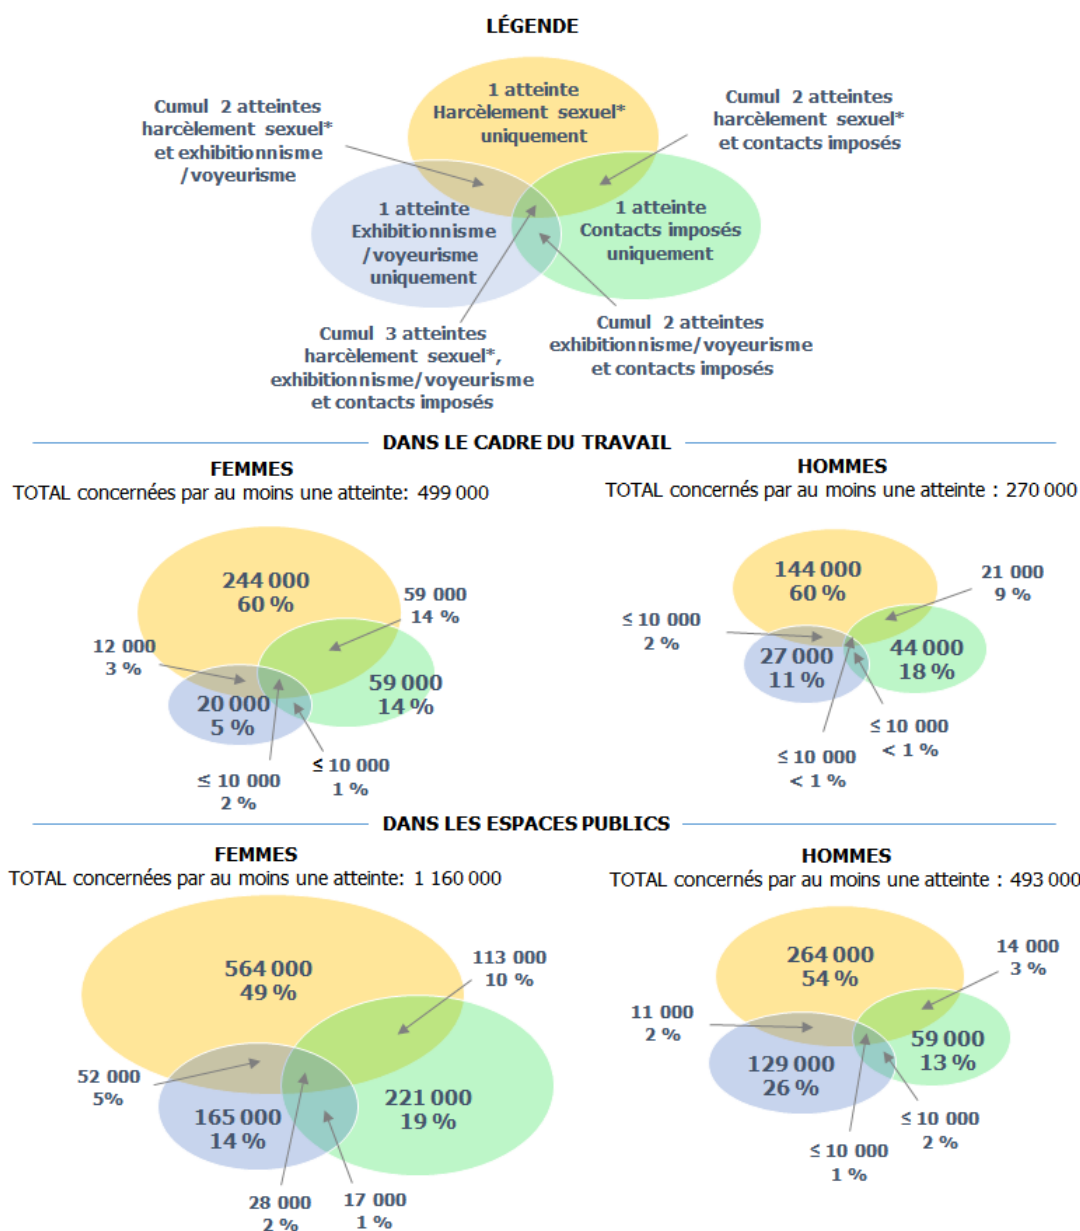 LÉGENDE
1 atteinte
Harcèlement sexuel*
uniquement
Cumul 2 atteintes
harcèlement sexuel*
et exhibitionnisme
/voyeurisme
Cumul 2 atteintes
harcèlement sexuel*
et contacts imposés
1 atteinte
Exhibitionnisme
/voyeurisme
uniquement
1 atteinte
Contacts imposés
uniquement
Cumul 3 atteintes
harcèlement sexuel*,
exhibitionnisme/voyeurisme
et contacts imposés
Cumul 2 atteintes
exhibitionnisme/voyeurisme
et contacts imposés
DANS LE CADRE DU TRAVAIL
FEMMES
TOTAL concernées par au moins une atteinte: 499 000
244 000
60 %
59 000
14 %
12 000
3 %
20 000
5 %
59 000
14 %
≤ 10 000
2 %
≤ 10 000
1 %
HOMMES
TOTAL concernés par au moins une atteinte : 270 000
144 000
60 %
21 000
9 %
≤ 10 000
2 %
27 000
11 %
44 000
18 %
≤ 10 000
< 1 %
≤ 10 000
< 1 %
DANS LES ESPACES PUBLICS
FEMMES
TOTAL concernées par au moins une atteinte: 1 160 000
564 000
49 %
113 000
10 %
52 000
5%
165 000
14 %
221 000
19 %
28 000
2 %
17 000
1 %
HOMMES
TOTAL concernés par au moins une atteinte : 493 000
264 000
54 %
14 000
3 %
11 000
2 %
129 000
26 %
59 000
13 %
≤ 10 000
2 %
≤ 10 000
1 %